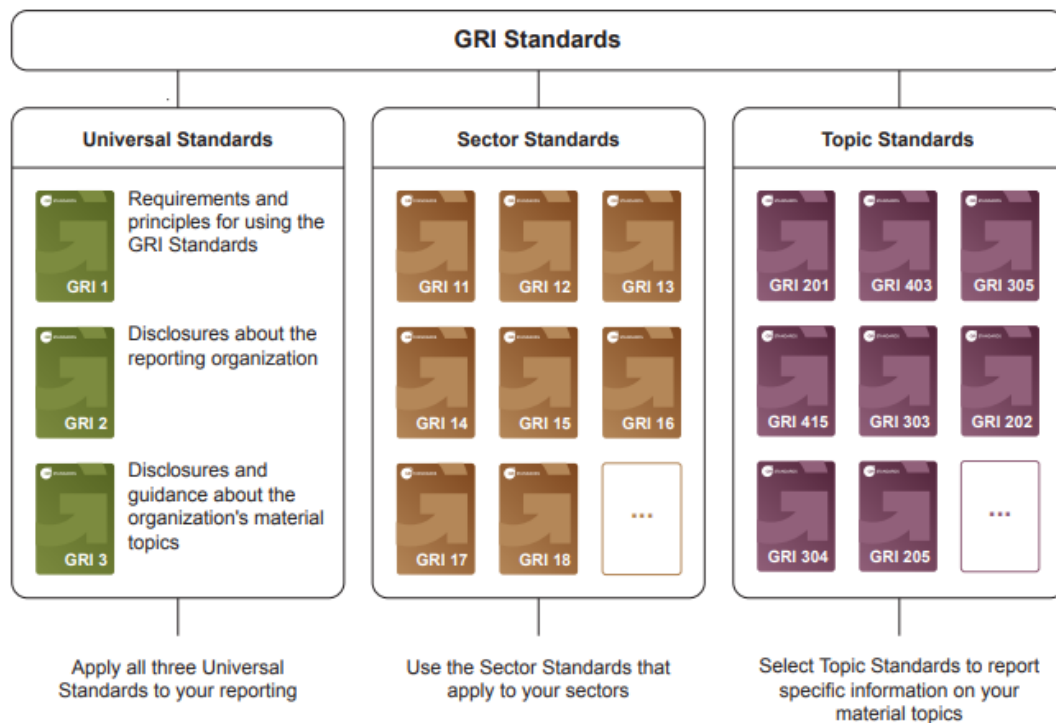 GRI Standards
Universal Standards
Requirements and
principles for using the
GRI Standards
GRI 1
Disclosures about the
reporting organization
GRI 2
Disclosures and
guidance about the
organization's material
topics
GRI 3
Apply all three Universal
Standards to your reporting
Sector Standards
GRI 11
GRI 12
GRI 13
GRI 14
GRI 15
GRI 16
GRI 17
GRI 18
...
Use the Sector Standards that
apply to your sectors
Topic Standards
GRI 201
GRI 403
GRI 305
GRI 415
GRI 303
GRI 202
GRI 304
GRI 205
...
Select Topic Standards to report
specific information on your
material topics